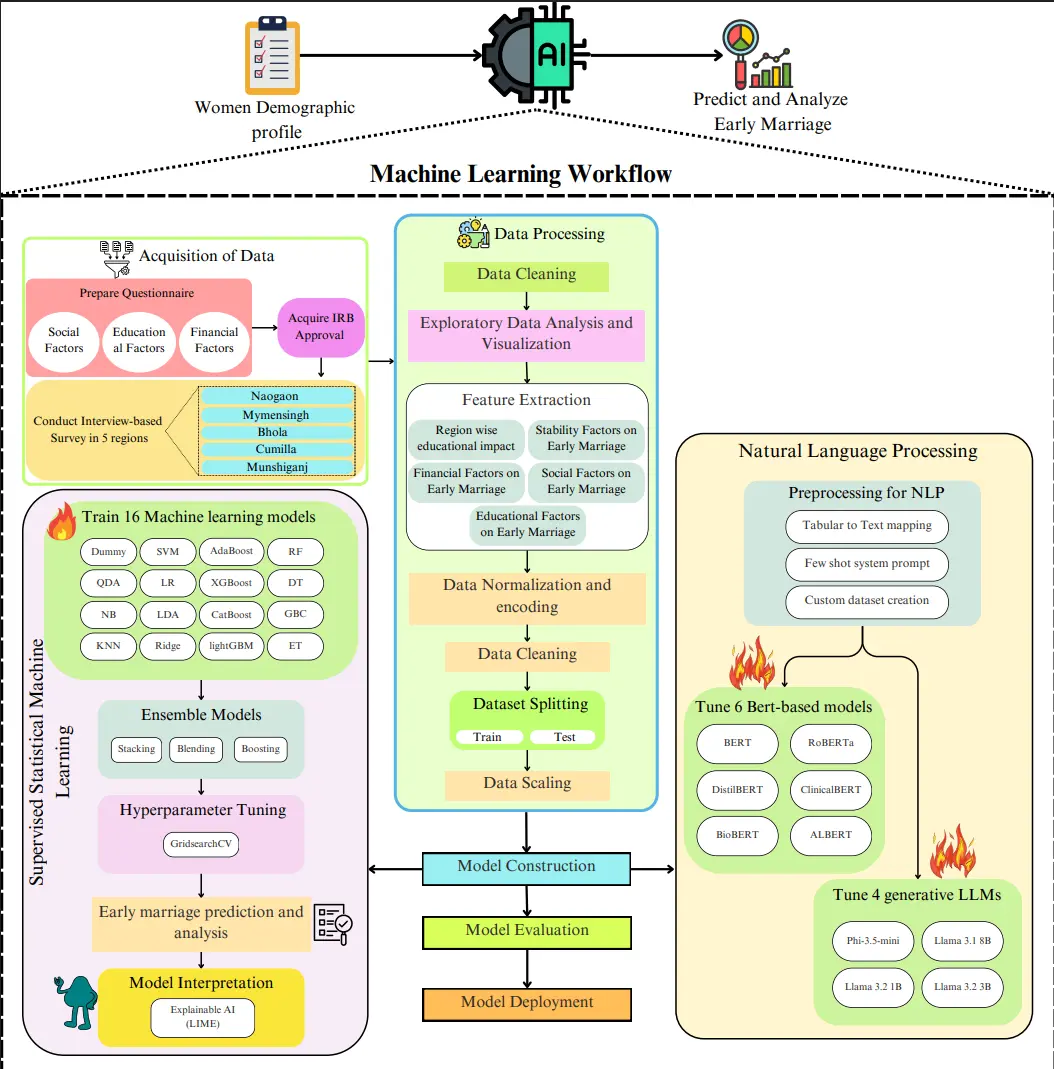 AI
Women Demographic
profile
Predict and Analyze
Early Marriage
Machine Learning Workflow
Acquisition of Data
Prepare Questionnaire
Social
Factors
Education
al Factors
Financial
Factors
Acquire IRB
Approval
Conduct Interview-based
Survey in 5 regions
Naogaon
Mymensingh
Bhola
Cumilla
Munshiganj
Data Processing
Data Cleaning
Exploratory Data Analysis and
Visualization
Feature Extraction
Region wise
educational impact
Stability Factors on
Early Marriage
Financial Factors on
Early Marriage
Social Factors on
Early Marriage
Educational Factors
on Early Marriage
Data Normalization and
encoding
Data Cleaning
Dataset Splitting
Train
Test
Data Scaling
Model Construction
Model Evaluation
Model Deployment
Supervised Statistical Machine
Learning
Train 16 Machine learning models
Dummy
SVM
AdaBoost
RF
QDA
LR
XGBoost
DT
NB
LDA
CatBoost
GBC
KNN
Ridge
lightGBM
ET
Ensemble Models
Stacking
Blending
Boosting
Hyperparameter Tuning
GridsearchCV
Early marriage prediction and
analysis
Model Interpretation
Explainable AI
(LIME)
Natural Language Processing
Preprocessing for NLP
Tabular to Text mapping
Few shot system prompt
Custom dataset creation
Tune 6 Bert-based models
BERT
RoBERTa
DistilBERT
ClinicalBERT
BioBERT
ALBERT
Tune 4 generative LLMs
Phi-3.5-mini
Llama 3.1 8B
Llama 3.2 1B
Llama 3.2 3B